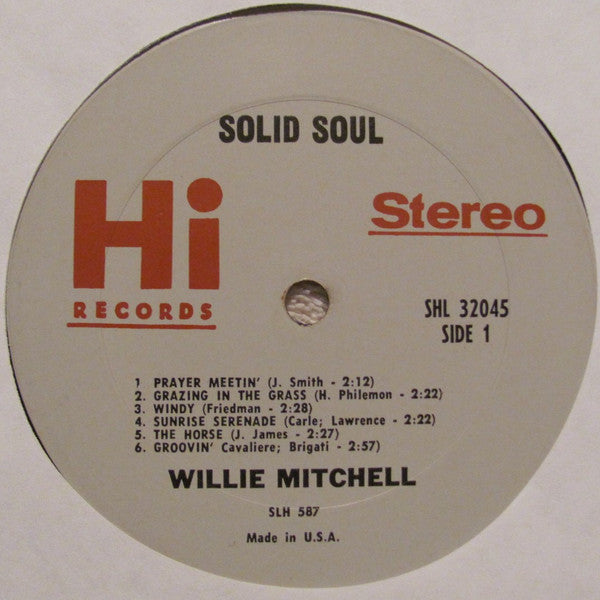 SOLID SOUL
Hi
RECORDS
Stereo
SHL 32045
SIDE 1
1 PRAYER MEETIN' (J. Smith - 2:12)
2. GRAZING IN THE GRASS (H. Philemon - 2:22)
3. WINDY (Friedman - 2:28)
4. SUNRISE SERENADE (Carle; Lawrence - 2:22)
5. THE HORSE (J. James - 2:27)
6. GROOVIN' Cavaliere; Brigati - 2:57)
WILLIE MITCHELL
SLH 587
Made in U.S.A.